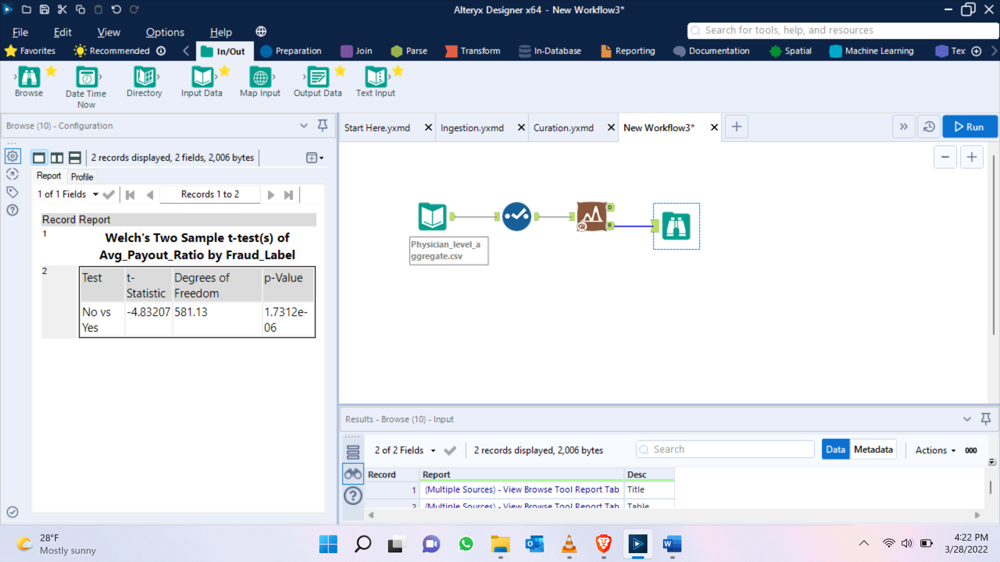 Alteryx Designer x64 - New Workflow3*
File Edit View Options Help
Search for tools, help, and resources
Favorites Recommended In/Out Preparation Join Parse Transform In-Database Reporting Documentation Spatial Machine Learning Tex
Browse
Date Time
Now
Directory
Input Data
Map Input
Output Data
Text Input
Browse (10) - Configuration
2 records displayed, 2 fields, 2,006 bytes
Report Profile
1 of 1 Fields
Records 1 to 2
Record Report
1
Welch's Two Sample t-test(s) of
Avg_Payout_Ratio by Fraud_Label
2
Test
t-
Statistic
Degrees of
Freedom
p-Value
No vs
Yes
-4.83207
581.13
1.7312e-
06
Start Here.yxmd
Ingestion.yxmd
Curation.yxmd
New Workflow3*
Run
Physician_level_a
ggregate.csv
D
R
R
Results - Browse (10) - Input
2 of 2 Fields
2 records displayed, 2,006 bytes
Search
Data Metadata
Actions
000
Record Report Desc
1 (Multiple Sources) - View Browse Tool Report Tab Title
2 (Multiple Sources) - View Browse Tool Report Tab Table
28°F
Mostly sunny
4:22 PM
3/28/2022